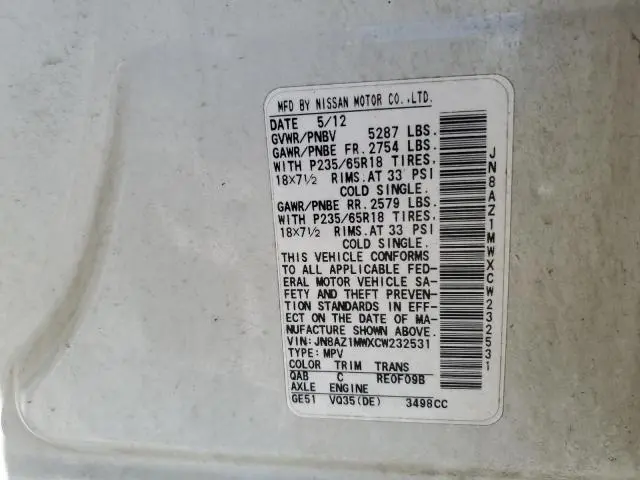 MFD BY NISSAN MOTOR CO.,LTD.
DATE 5/12
GVWR/PNBV 5287 LBS.
GAWR/PNBE FR. 2754 LBS.
WITH P235/65R18 TIRES,
18×7½ RIMS.AT 33 PSI
COLD SINGLE.
GAWR/PNBE RR. 2579 LBS.
WITH P235/65R18 TIRES,
18×7½ RIMS.AT 33 PSI
COLD SINGLE.
THIS VEHICLE CONFORMS
TO ALL APPLICABLE FED-
ERAL MOTOR VEHICLE SA-
FETY AND THEFT PREVEN-
TION STANDARDS IN EFF-
ECT ON THE DATE OF MA-
NUFACTURE SHOWN ABOVE.
VIN:JN8AZ1MWXCW232531
TYPE:MPV
COLOR TRIM TRANS
QAB C RE0F09B
AXLE ENGINE
GE51 VQ35(DE) 3498CC
JN8AZ1MWXCW232531